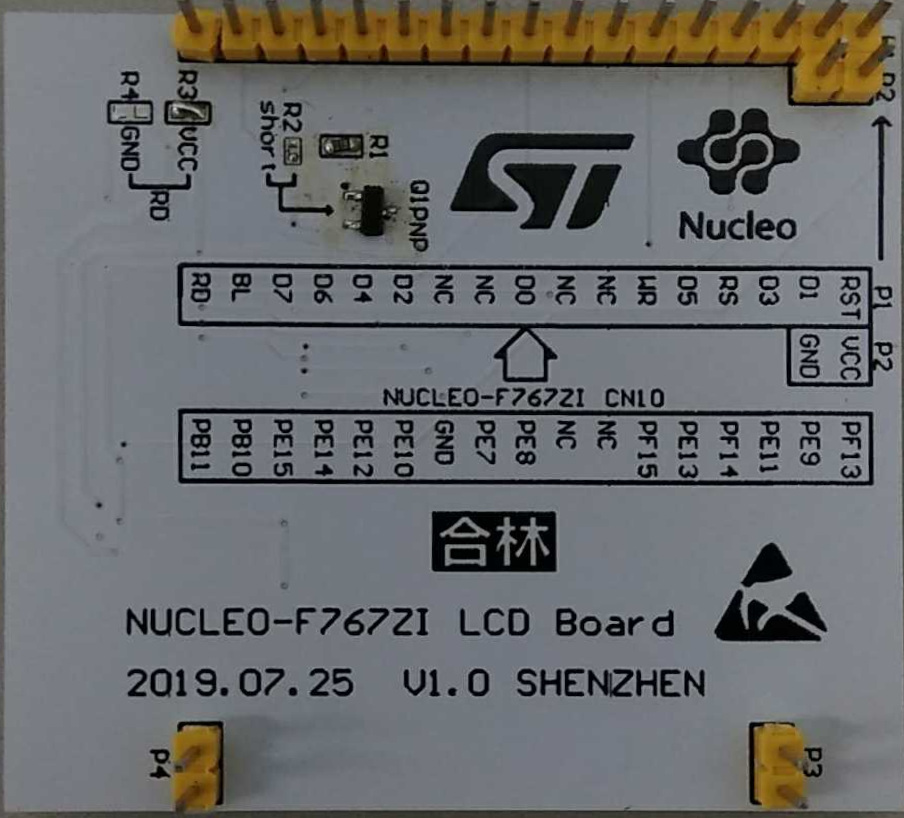 R4
GND
R3
VCC
RD
R2
short
R1
Q1PNP
ST
Nucleo
P2
RD BL D7 D6 D4 D2 NC NC D0 NC NC WR D5 RS D3 D1 RST P1
GND VCC P2
NUCLEO-F767ZI CN10
PB11 PB10 PE15 PE14 PE12 PE10 GND PE7 PE8 NC NC PF15 PE13 PF14 PE11 PE9 PF13
合林
NUCLEO-F767ZI LCD Board
2019.07.25 V1.0 SHENZHEN
P4
P3